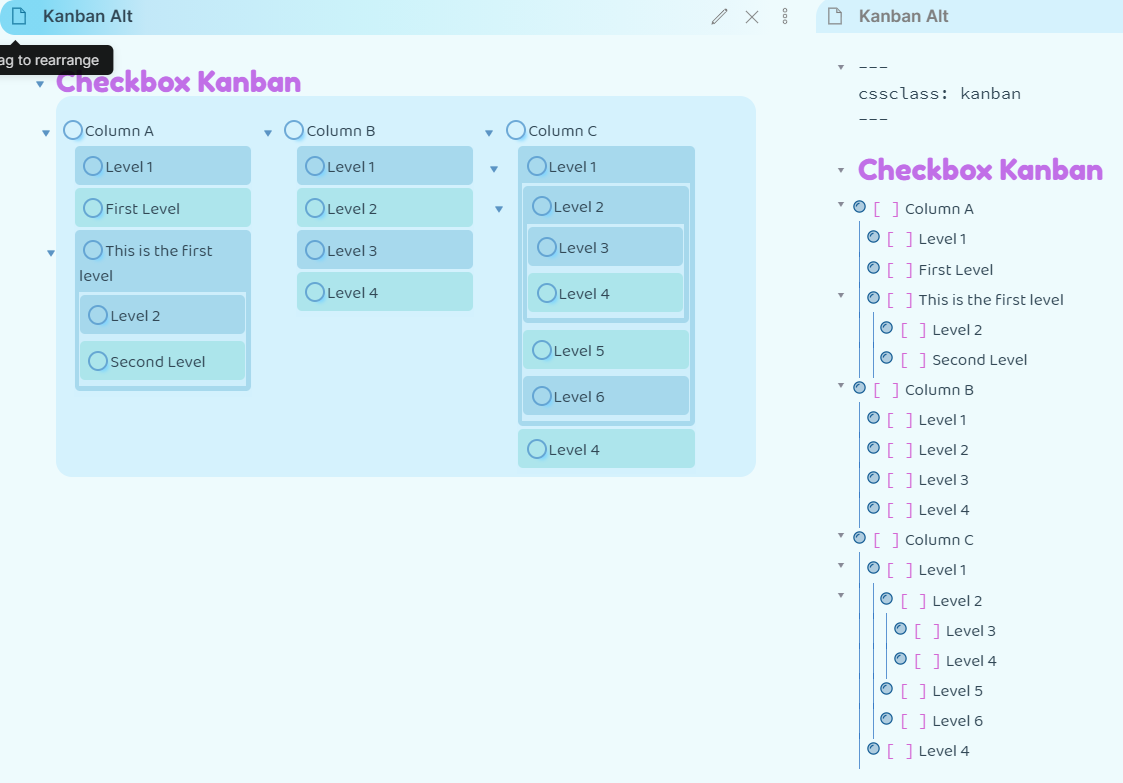 Kanban Alt
ag to rearrange
Checkbox Kanban
Column A
Level 1
First Level
This is the first
level
Level 2
Second Level
Column B
Level 1
Level 2
Level 3
Level 4
Column C
Level 1
Level 2
Level 3
Level 4
Level 5
Level 6
Level 4
Kanban Alt
---
cssclass: kanban
---
Checkbox Kanban
[ ] Column A
[ ] Level 1
[ ] First Level
[ ] This is the first level
[ ] Level 2
[ ] Second Level
[ ] Column B
[ ] Level 1
[ ] Level 2
[ ] Level 3
[ ] Level 4
[ ] Column C
[ ] Level 1
[ ] Level 2
[ ] Level 3
[ ] Level 4
[ ] Level 5
[ ] Level 6
[ ] Level 4